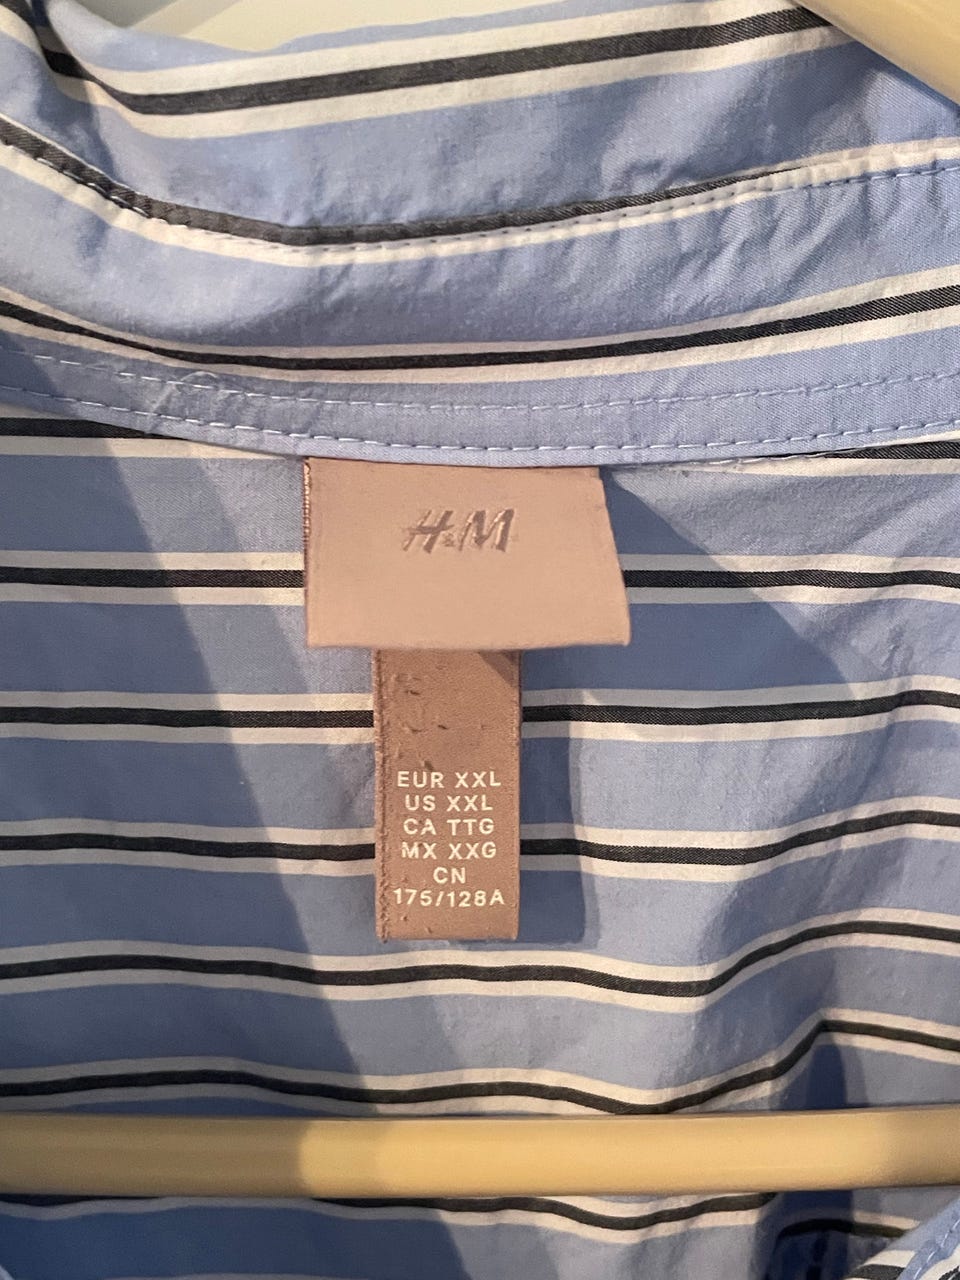 H&M
EUR XXL
US XXL
CA TTG
MX XXG
CN
175/128A